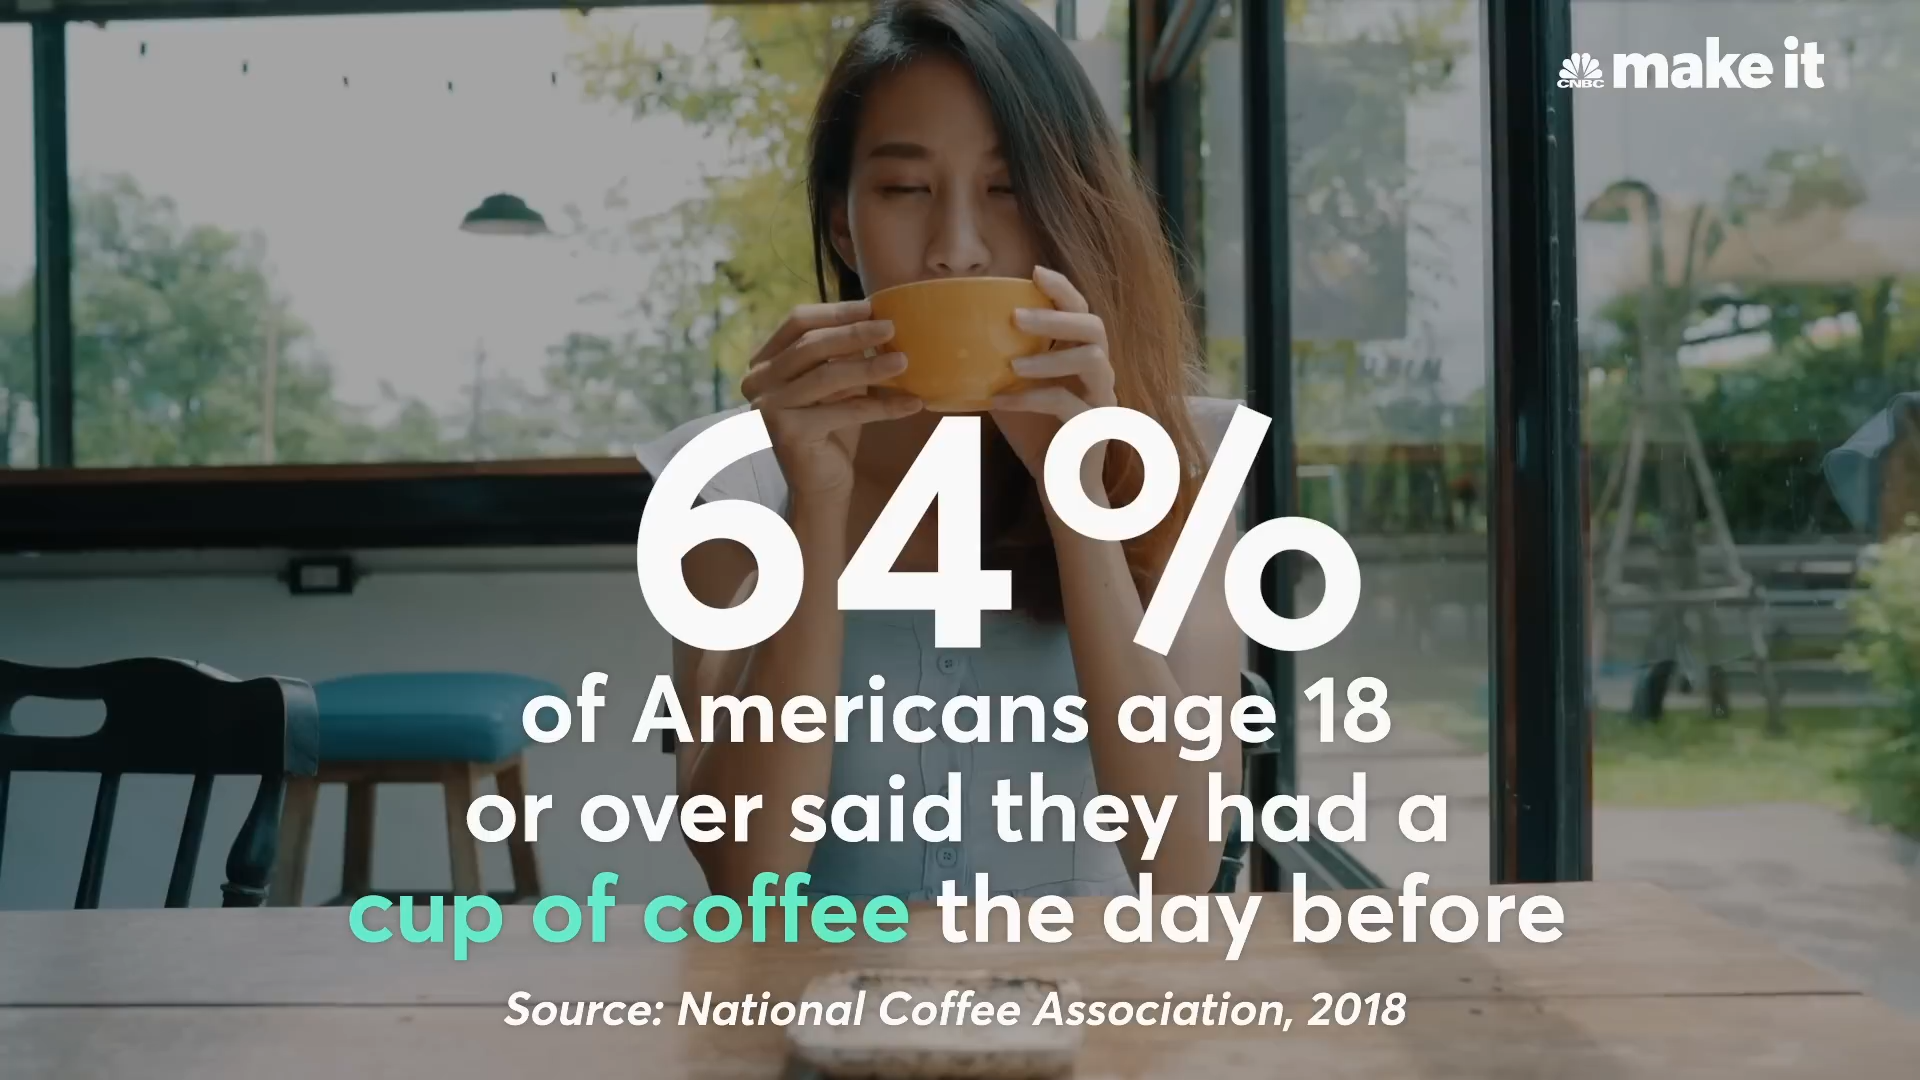 CNBC make it
64%
of Americans age 18
or over said they had a
cup of coffee the day before
Source: National Coffee Association, 2018